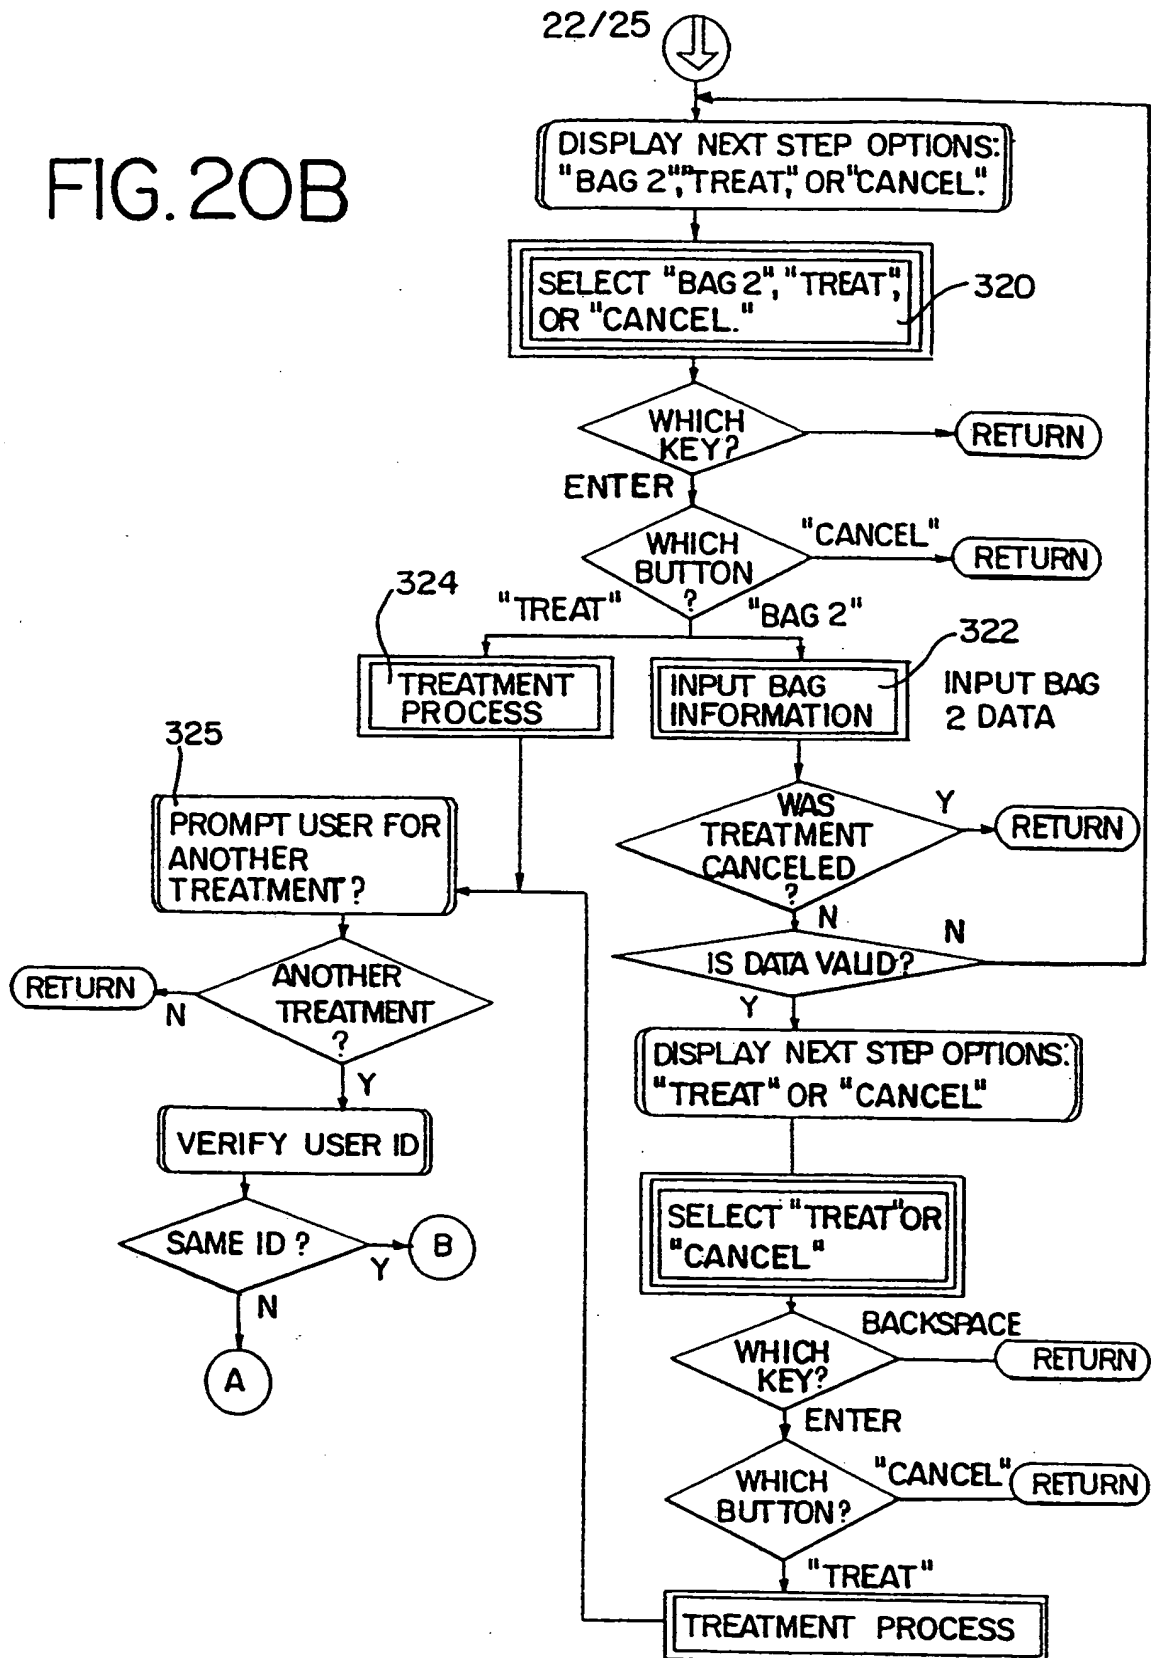 22/25
FIG. 20B
DISPLAY NEXT STEP OPTIONS:
"BAG 2", "TREAT," OR "CANCEL".
SELECT "BAG 2", "TREAT",
OR "CANCEL."
320
WHICH
KEY?
RETURN
ENTER
WHICH
BUTTON
?
"CANCEL"
RETURN
"TREAT"
"BAG 2"
324
TREATMENT
PROCESS
322
INPUT BAG
INFORMATION
INPUT BAG
2 DATA
325
PROMPT USER FOR
ANOTHER
TREATMENT?
WAS
TREATMENT
CANCELED
?
Y
RETURN
N
IS DATA VALID?
N
Y
ANOTHER
TREATMENT
?
N
RETURN
Y
VERIFY USER ID
SAME ID?
Y
B
N
A
DISPLAY NEXT STEP OPTIONS:
"TREAT" OR "CANCEL"
SELECT "TREAT" OR
"CANCEL"
WHICH
KEY?
BACKSPACE
RETURN
ENTER
WHICH
BUTTON?
"CANCEL"
RETURN
"TREAT"
TREATMENT PROCESS